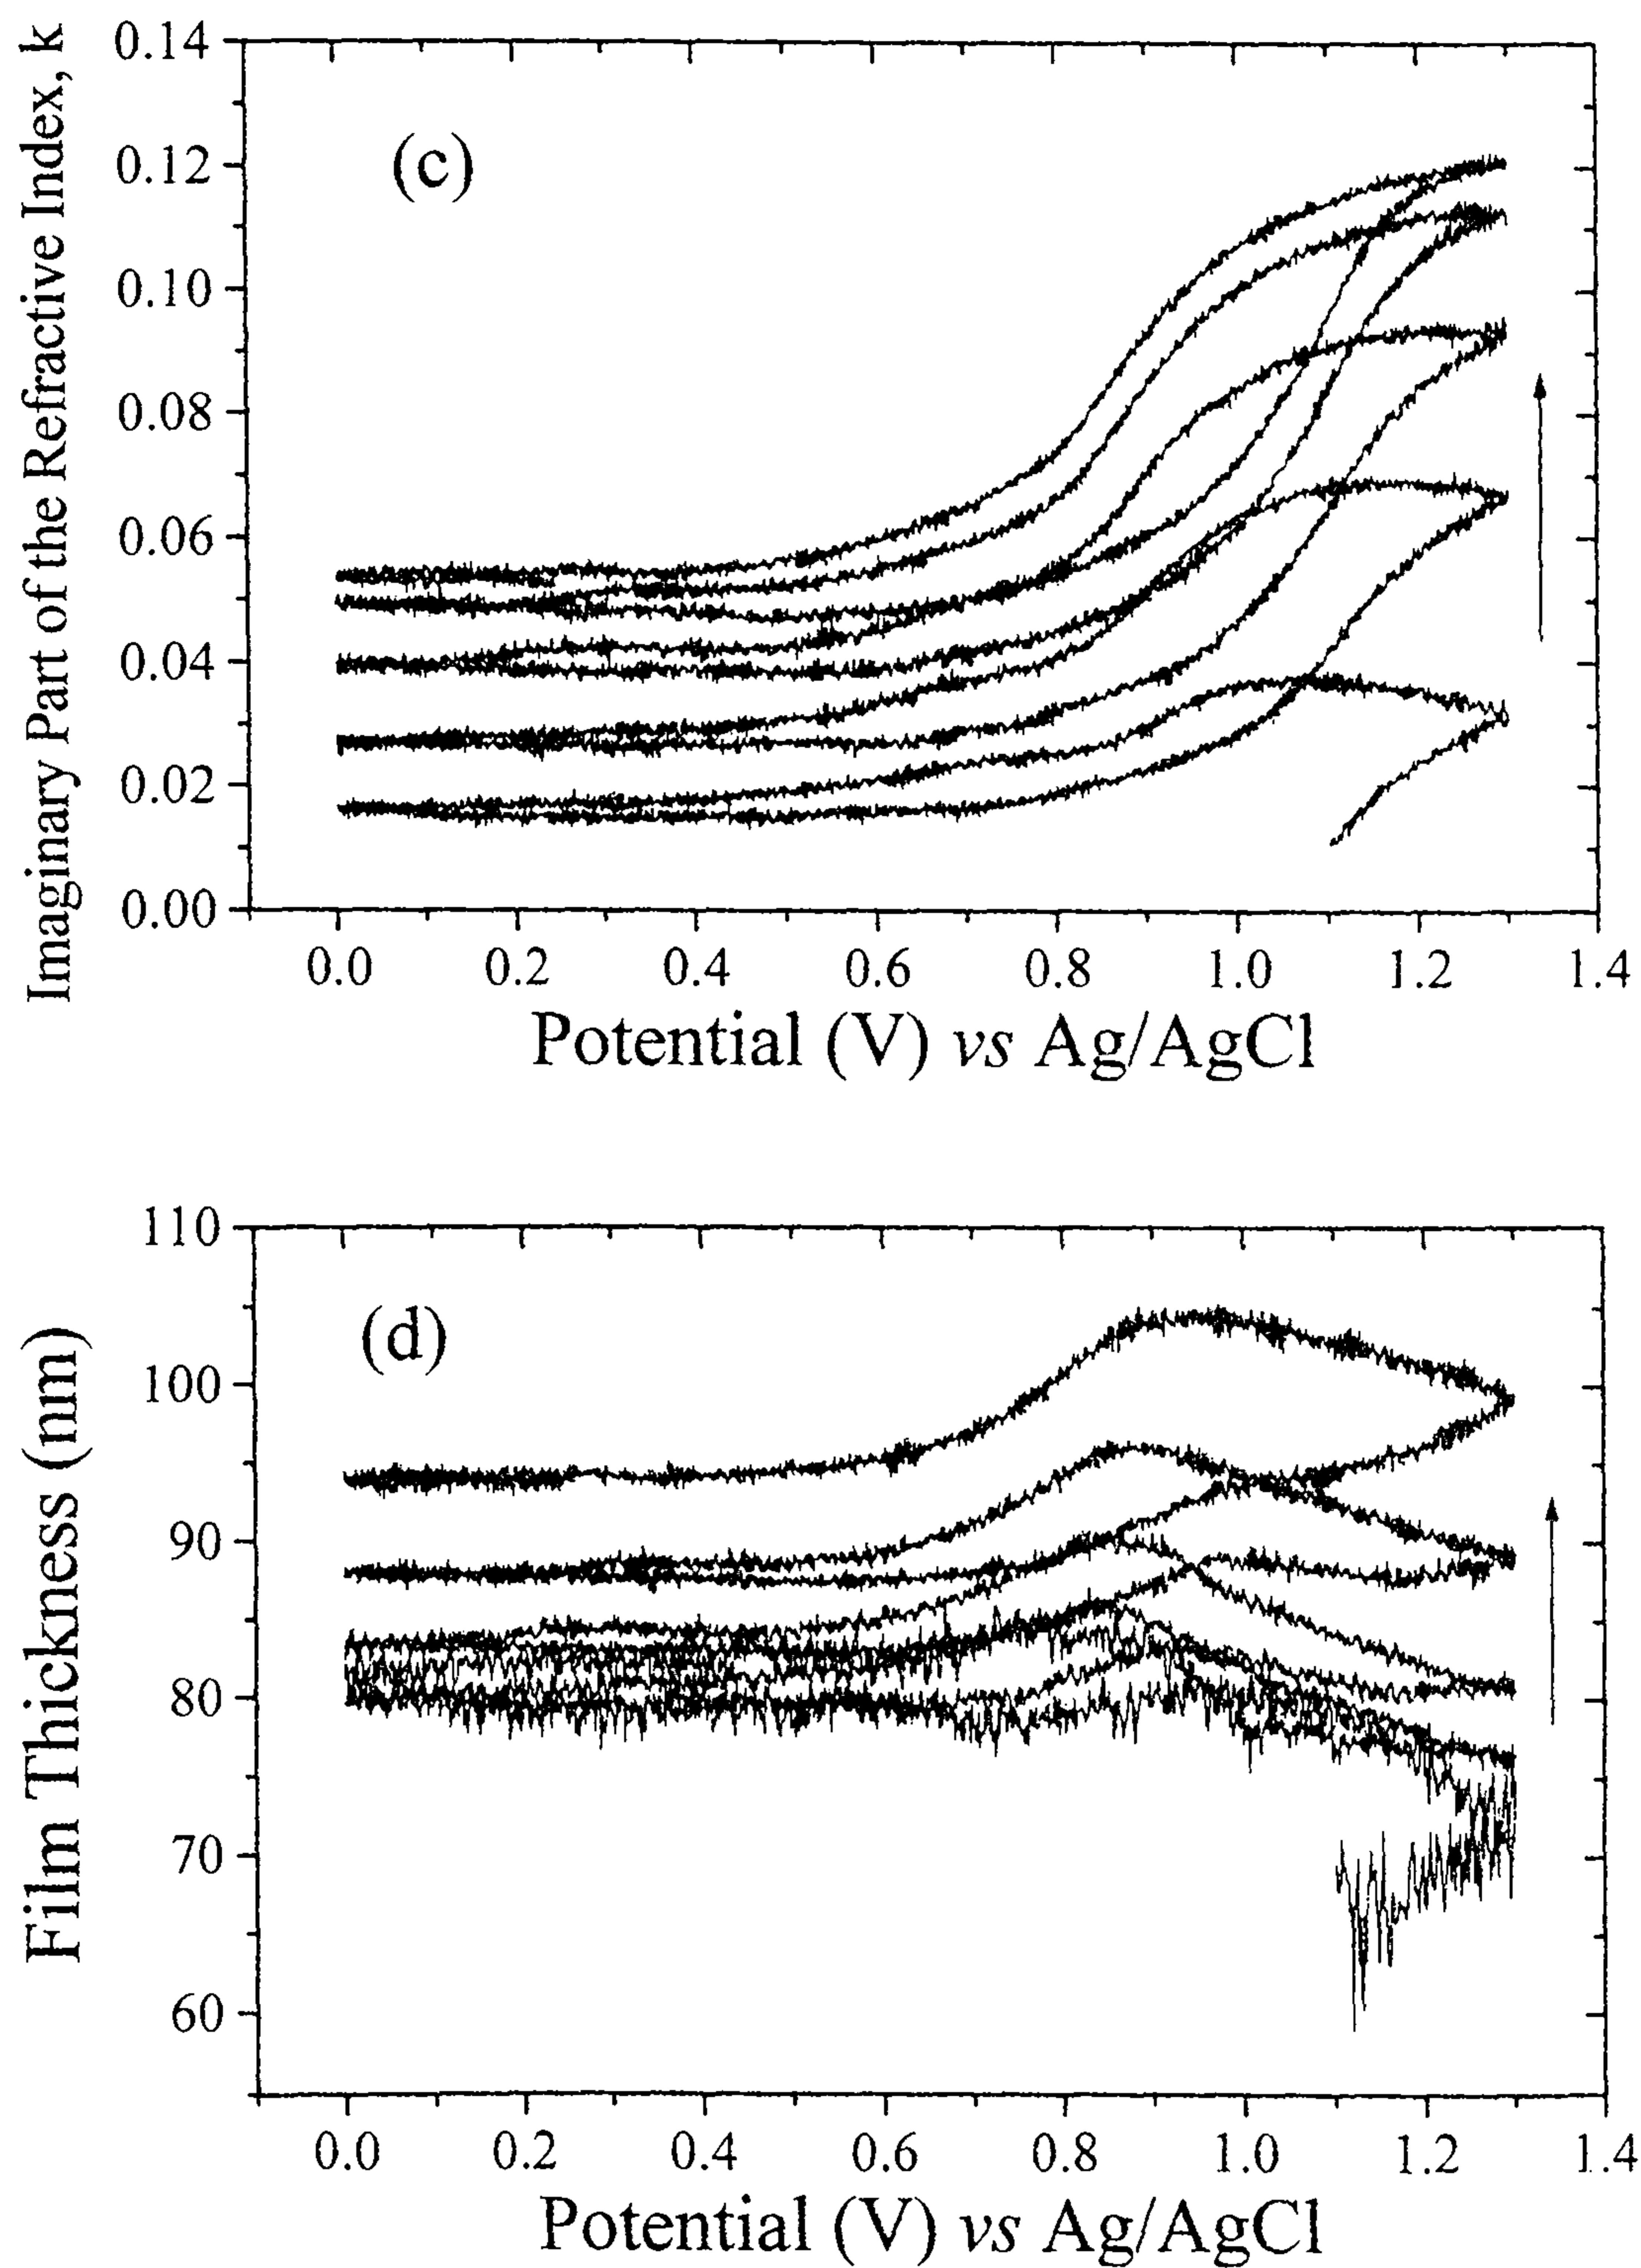 Imaginary Part of the Refractive Index, k
0.14
0.12
0.10
0.08
0.06
0.04
0.02
0.00
(c)
0.0 0.2 0.4 0.6 0.8 1.0 1.2 1.4
Potential (V) vs Ag/AgCl
Film Thickness (nm)
110
100
90
80
70
60
(d)
0.0 0.2 0.4 0.6 0.8 1.0 1.2 1.4
Potential (V) vs Ag/AgCl